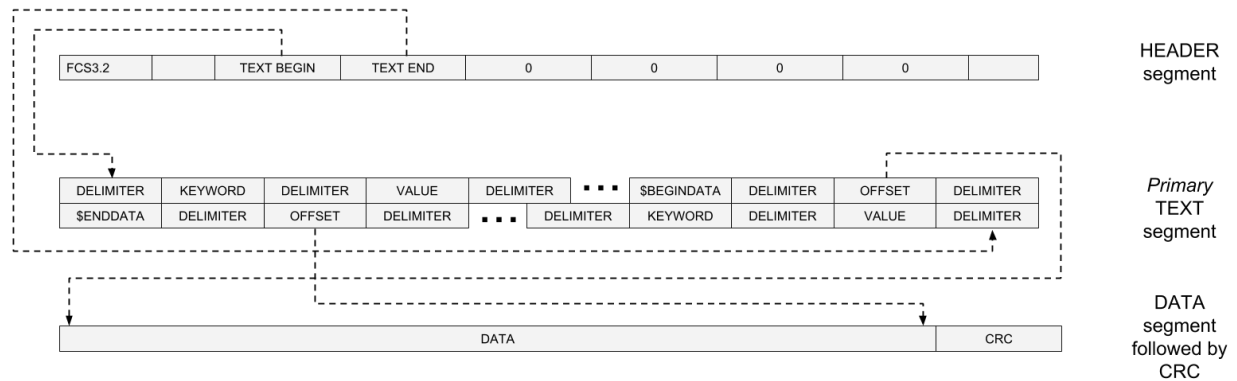 FCS3.2 TEXT BEGIN TEXT END 0 0 0 0
HEADER
segment
DELIMITER KEYWORD DELIMITER VALUE DELIMITER ▪▪▪ $BEGINDATA DELIMITER OFFSET DELIMITER
$ENDDATA DELIMITER OFFSET DELIMITER ▪▪▪ DELIMITER KEYWORD DELIMITER VALUE DELIMITER
Primary
TEXT
segment
DATA CRC
DATA
segment
followed by
CRC